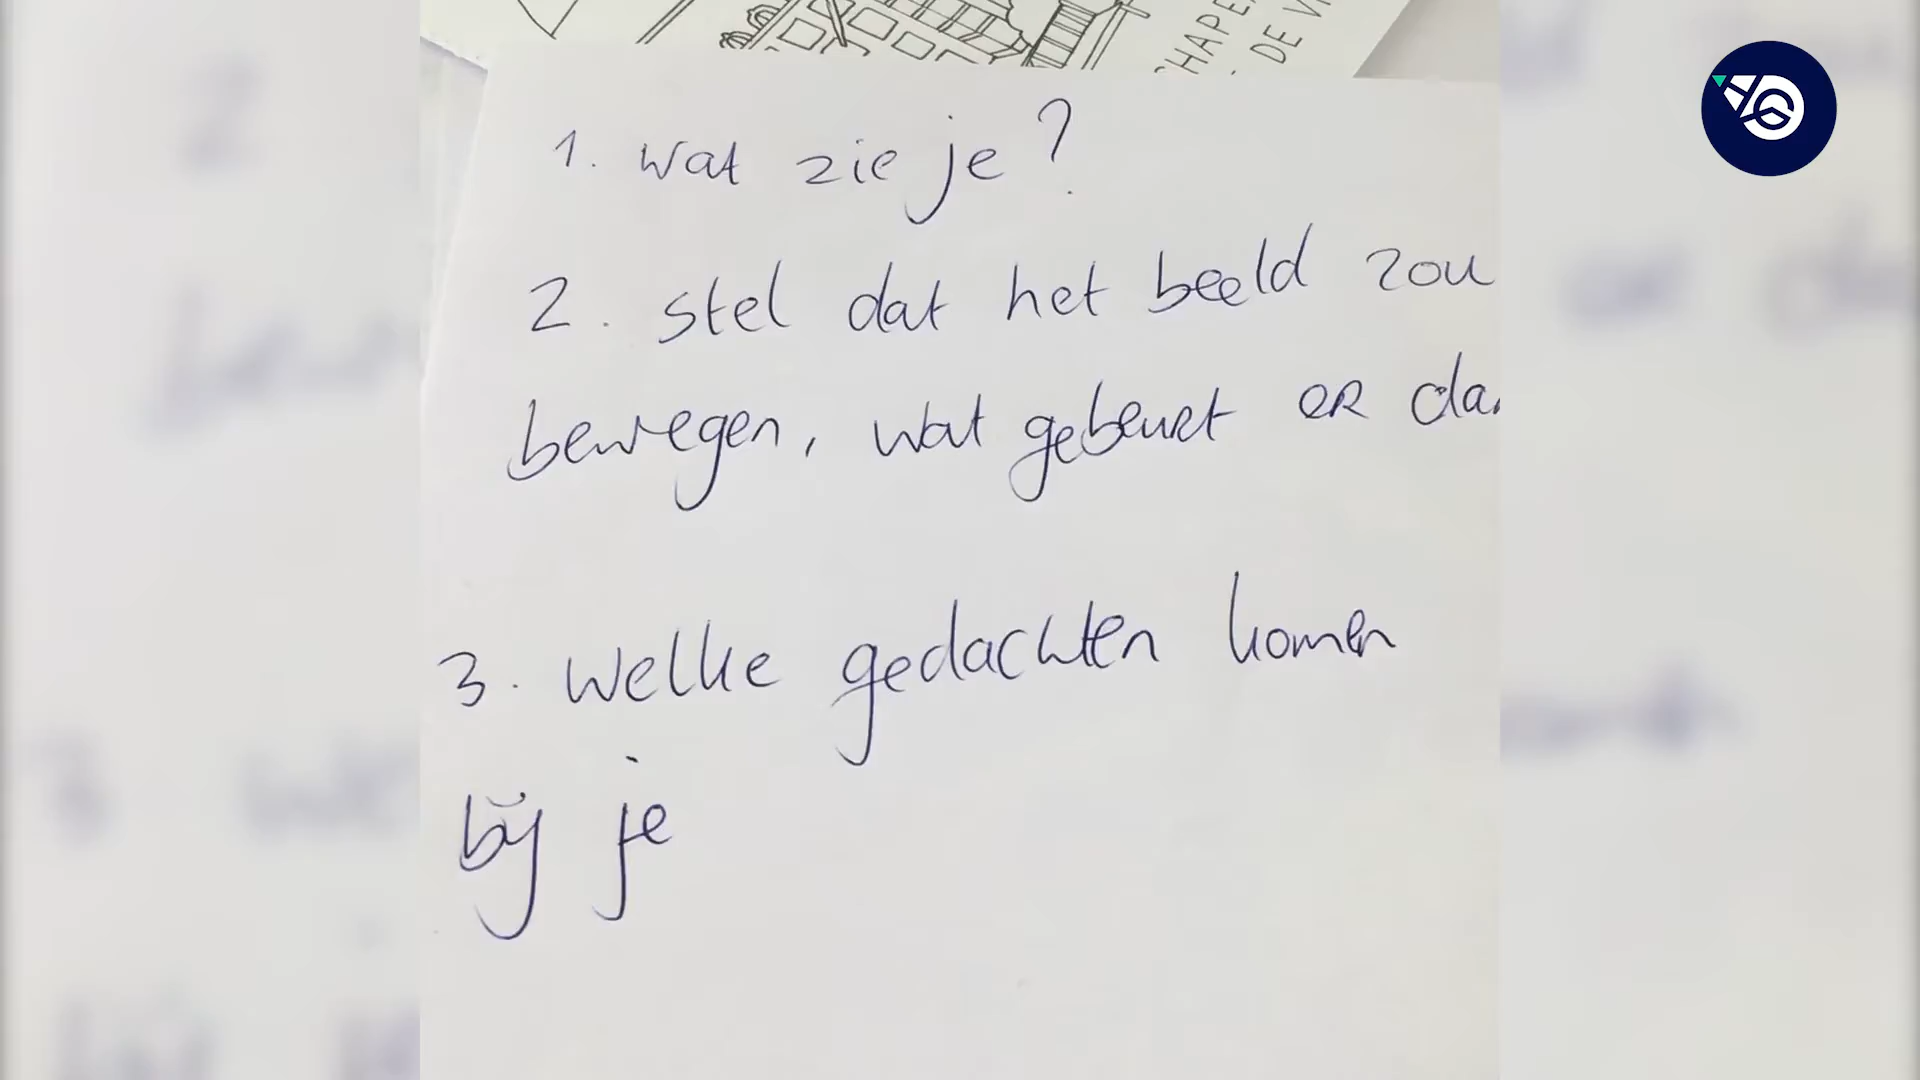 DE
1. wat zie je?
2. stel dat het beeld zou
bewegen, wat gebeurt er
3. welke gedachten komen
bij je